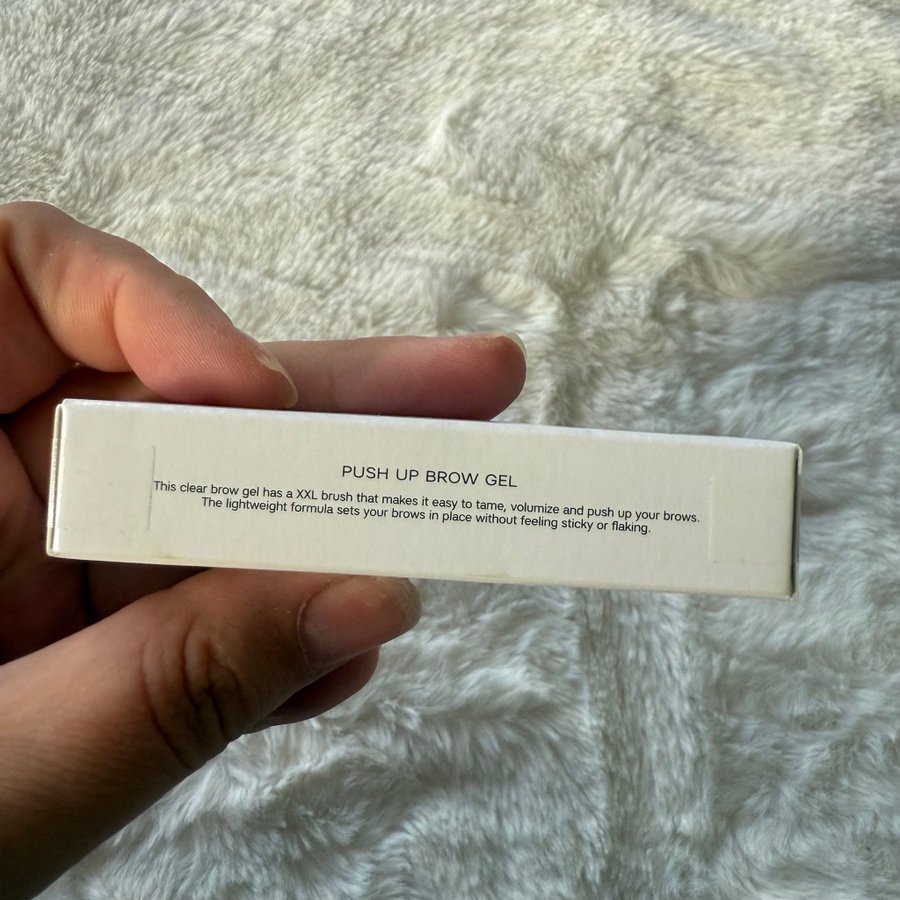 PUSH UP BROW GEL
This clear brow gel has a XXL brush that makes it easy to tame, volumize and push up your brows.
The lightweight formula sets your brows in place without feeling sticky or flaking.